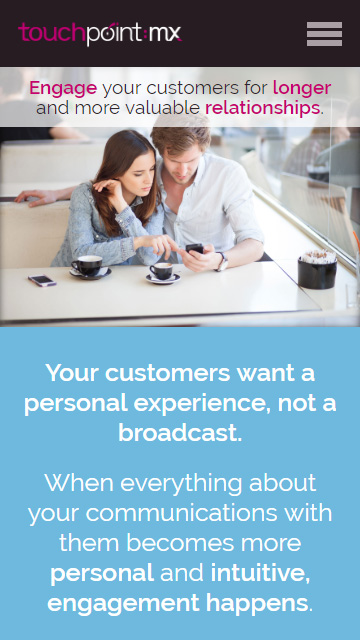 touchpoint:mx
Engage your customers for longer
and more valuable relationships.
Your customers want a
personal experience, not a
broadcast.
When everything about
your communications with
them becomes more
personal and intuitive,
engagement happens.